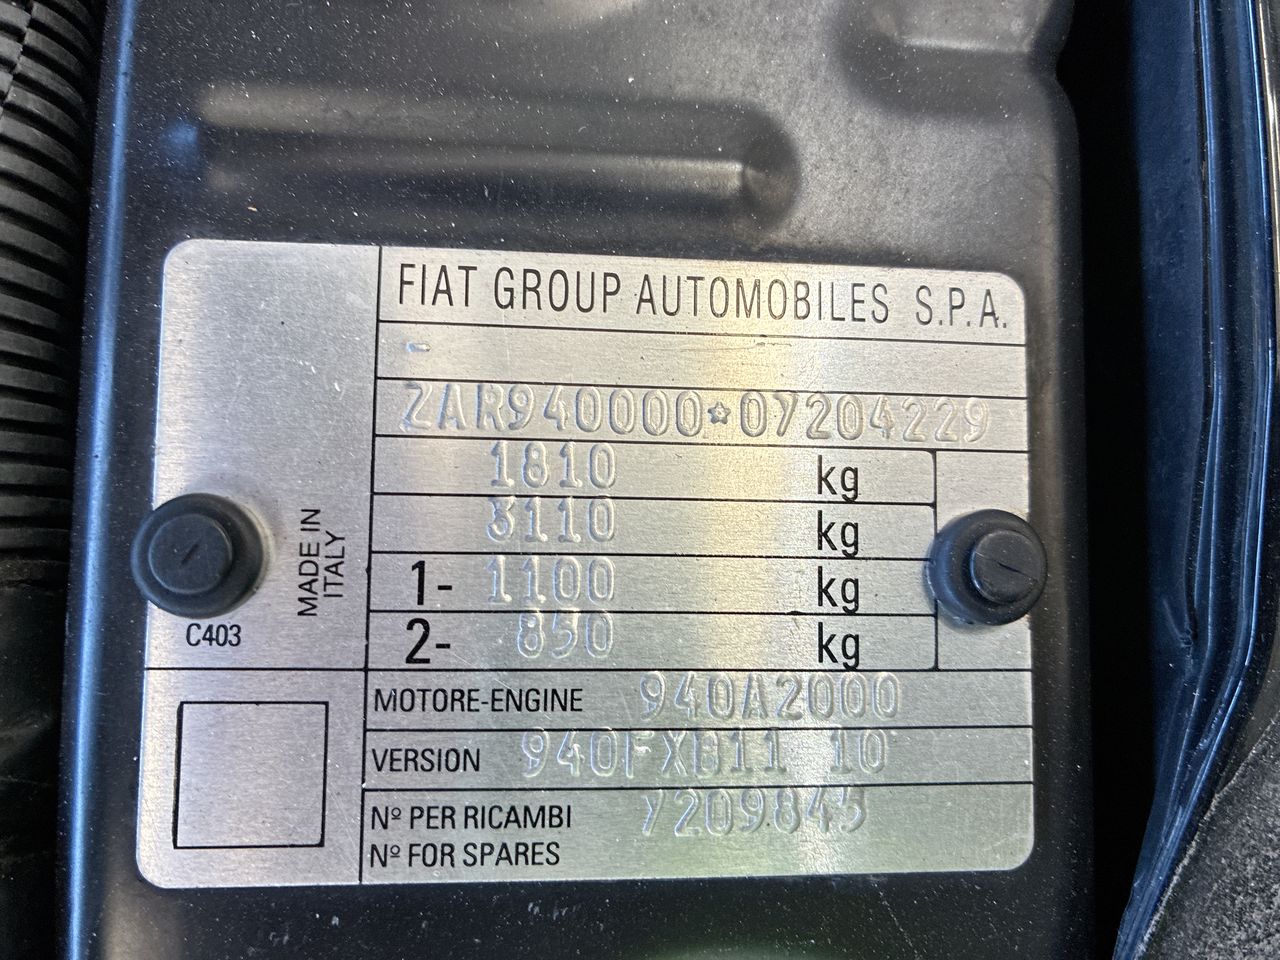 FIAT GROUP AUTOMOBILES S.P.A.
-
ZAR940000*07204229
1810 kg
3110 kg
1- 1100 kg
2- 850 kg
MADE IN
ITALY
C403
MOTORE-ENGINE 940A2000
VERSION 940FXB11 10
Nº PER RICAMBI 7209845
Nº FOR SPARES